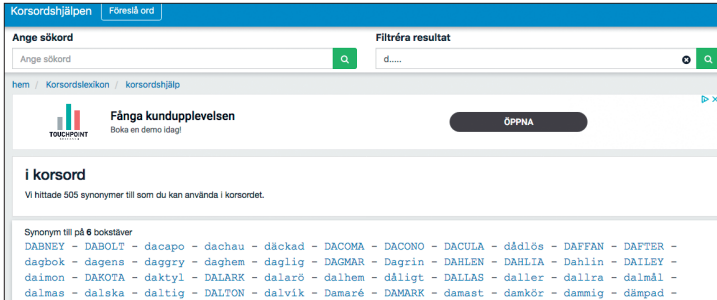 Korsordshjälpen Föreslå ord
Ange sökord Filtréra resultat
Ange sökord d.....
hem / Korsordslexikon / korsordshjälp
Fånga kundupplevelsen
Boka en demo idag!
ÖPPNA
TOUCHPOINT
i korsord
Vi hittade 505 synonymer till som du kan använda i korsordet.
Synonym till på 6 bokstäver
DABNEY – DABOLT – dacapo – dachau – däckad – DACOMA – DACONO – DACULA – dådlös – DAFFAN – DAFTER –
dagbok – dagens – daggry – daghem – daglig – DAGMAR – Dagrin – DAHLEN – DAHLIA – Dahlin – DAILEY –
daimon – DAKOTA – daktyl – DALARK – dalarö – dalhem – dåligt – DALLAS – daller – dallra – dalmål –
dalmas – dalska – daltig – DALTON – dalvik – Damaré – DAMARK – damast – damkör – dammig – dämpad –